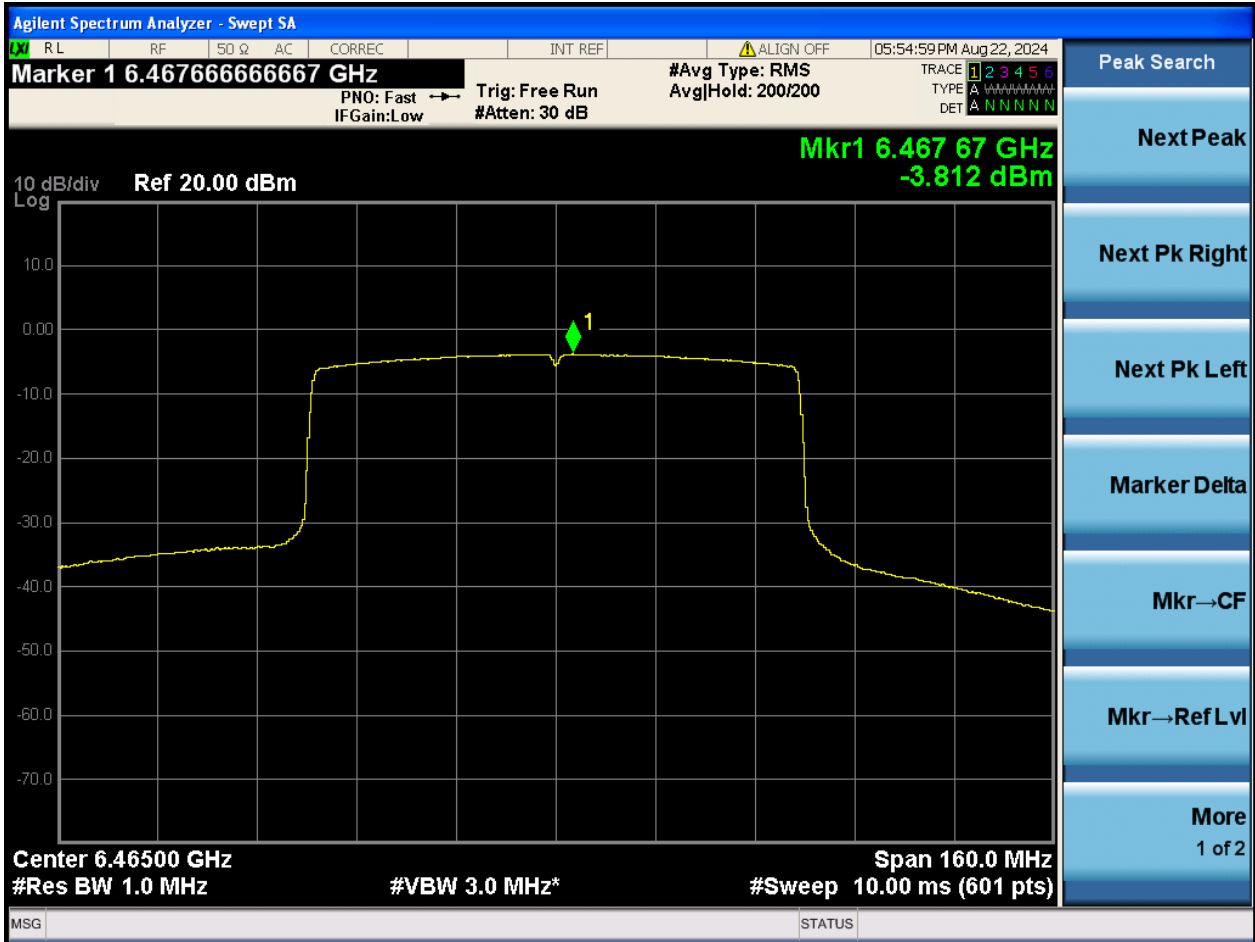 Agilent Spectrum Analyzer - Swept SA
LXI RL RF 50 Ω AC CORREC INT REF ALIGN OFF 05:54:59 PM Aug 22, 2024
Marker 1 6.467666666667 GHz
PNO: Fast
IFGain:Low
Trig: Free Run
#Atten: 30 dB
#Avg Type: RMS
Avg|Hold: 200/200
TRACE 1 2 3 4 5 6
TYPE A WWWWWW
DET A N N N N N
Mkr1 6.467 67 GHz
-3.812 dBm
10 dB/div Ref 20.00 dBm
Log
10.0
0.00
-10.0
-20.0
-30.0
-40.0
-50.0
-60.0
-70.0
1
Center 6.46500 GHz Span 160.0 MHz
#Res BW 1.0 MHz #VBW 3.0 MHz* #Sweep 10.00 ms (601 pts)
MSG STATUS
Peak Search
Next Peak
Next Pk Right
Next Pk Left
Marker Delta
Mkr→CF
Mkr→Ref Lvl
More
1 of 2